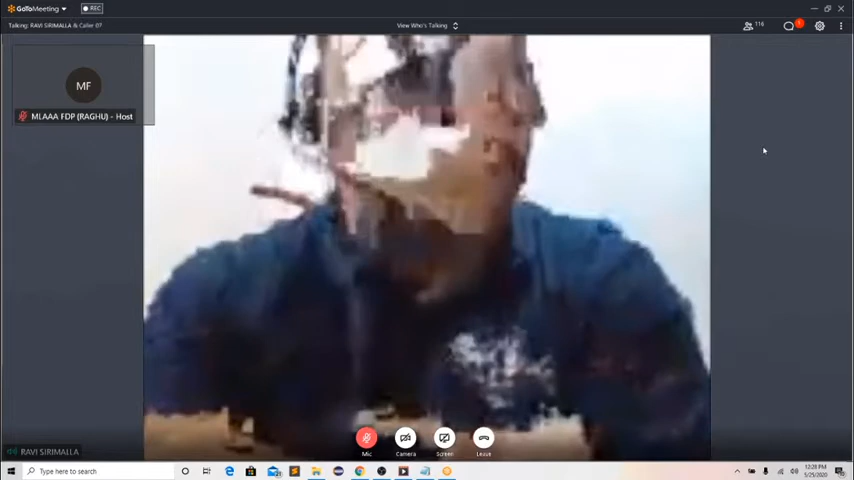 GoToMeeting
REC
Talking: RAVI SIRIMALLA & Caller 07
View Who's Talking
116
1
MF
MLAAA FDP (RAGHU) - Host
RAVI SIRIMALLA
Mic
Camera
Screen
Leave
Type here to search
12:28 PM
5/25/2020